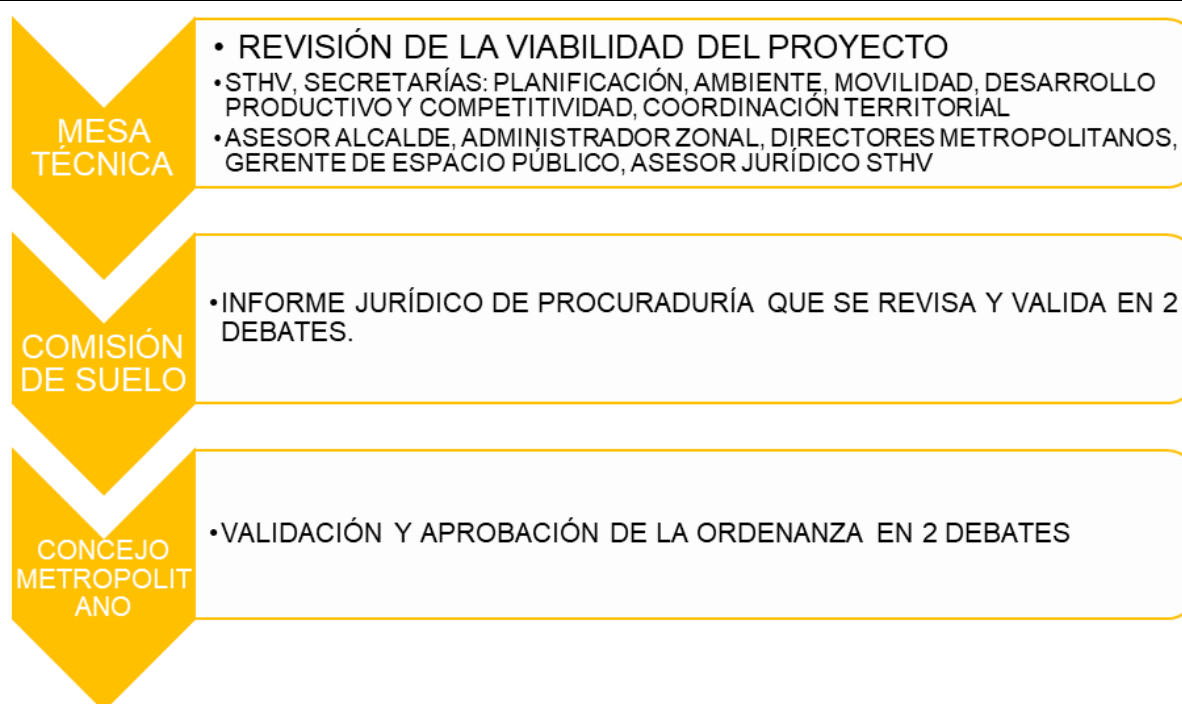 MESA
TÉCNICA
• REVISIÓN DE LA VIABILIDAD DEL PROYECTO
•STHV, SECRETARÍAS: PLANIFICACIÓN, AMBIENTE, MOVILIDAD, DESARROLLO
PRODUCTIVO Y COMPETITIVIDAD, COORDINACIÓN TERRITORIAL
•ASESOR ALCALDE, ADMINISTRADOR ZONAL, DIRECTORES METROPOLITANOS,
GERENTE DE ESPACIO PÚBLICO, ASESOR JURÍDICO STHV
COMISIÓN
DE SUELO
•INFORME JURÍDICO DE PROCURADURÍA QUE SE REVISA Y VALIDA EN 2
DEBATES.
CONCEJO
METROPOLIT
ANO
•VALIDACIÓN Y APROBACIÓN DE LA ORDENANZA EN 2 DEBATES